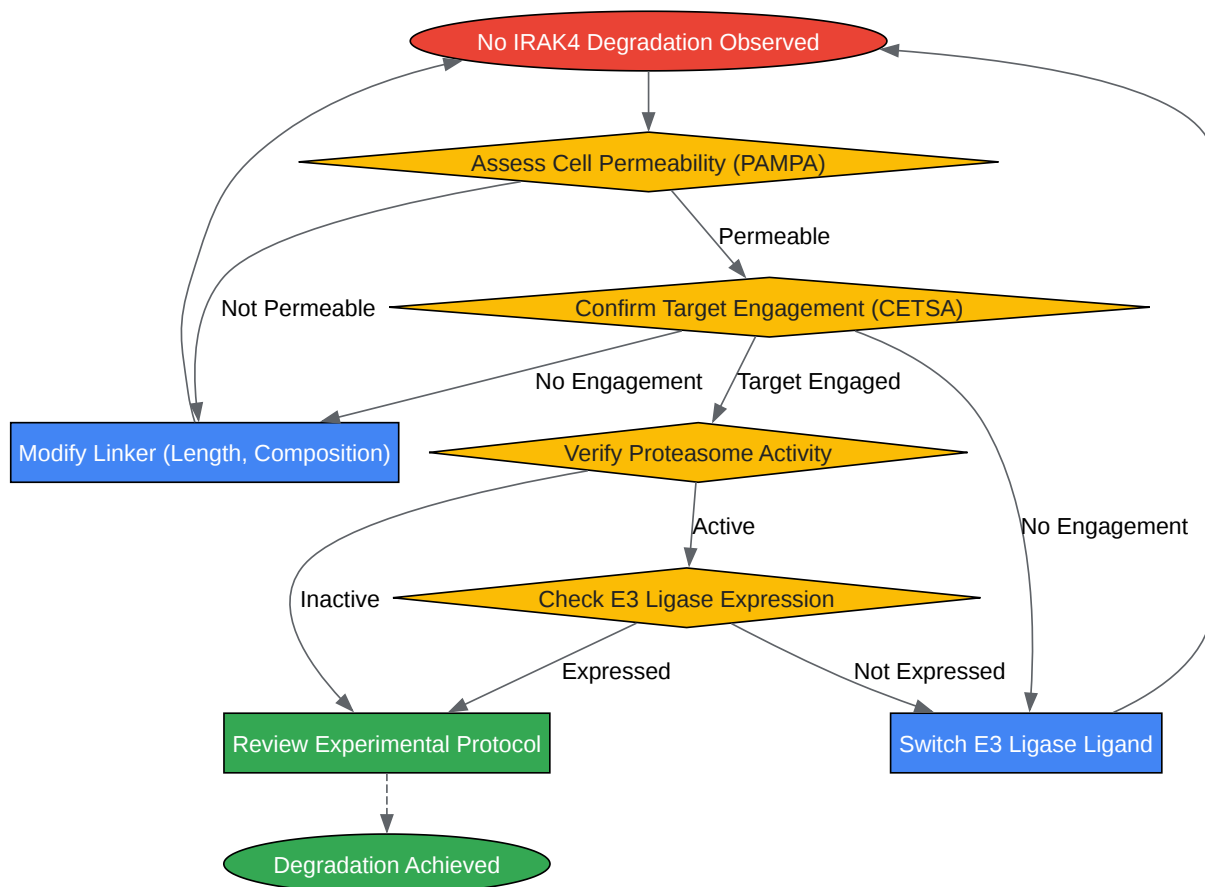 No IRAK4 Degradation Observed
Assess Cell Permeability (PAMPA)
Permeable
Not Permeable
Confirm Target Engagement (CETSA)
No Engagement
Target Engaged
Modify Linker (Length, Composition)
Verify Proteasome Activity
Active
No Engagement
Inactive
Check E3 Ligase Expression
Expressed
Not Expressed
Review Experimental Protocol
Switch E3 Ligase Ligand
Degradation Achieved